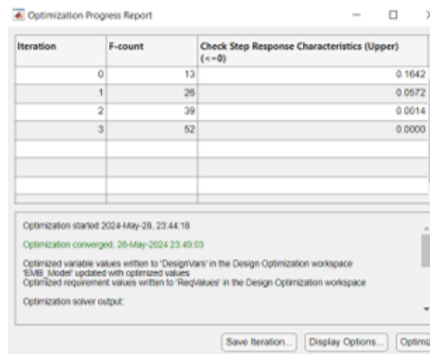 Optimization Progress Report
Iteration F-count Check Step Response Characteristics (Upper)
(<=0)
0 13 0.1642
1 26 0.0572
2 39 0.0014
3 52 0.0000
Optimization started 2024-May-28, 23:44:18
Optimization converged, 28-May-2024 23:49:03
Optimized variable values written to 'DesignVars' in the Design Optimization workspace
'EMB_Model' updated with optimized values
Optimized requirement values written to 'ReqValues' in the Design Optimization workspace
Optimization solver output:
Save Iteration... Display Options... Optimiz